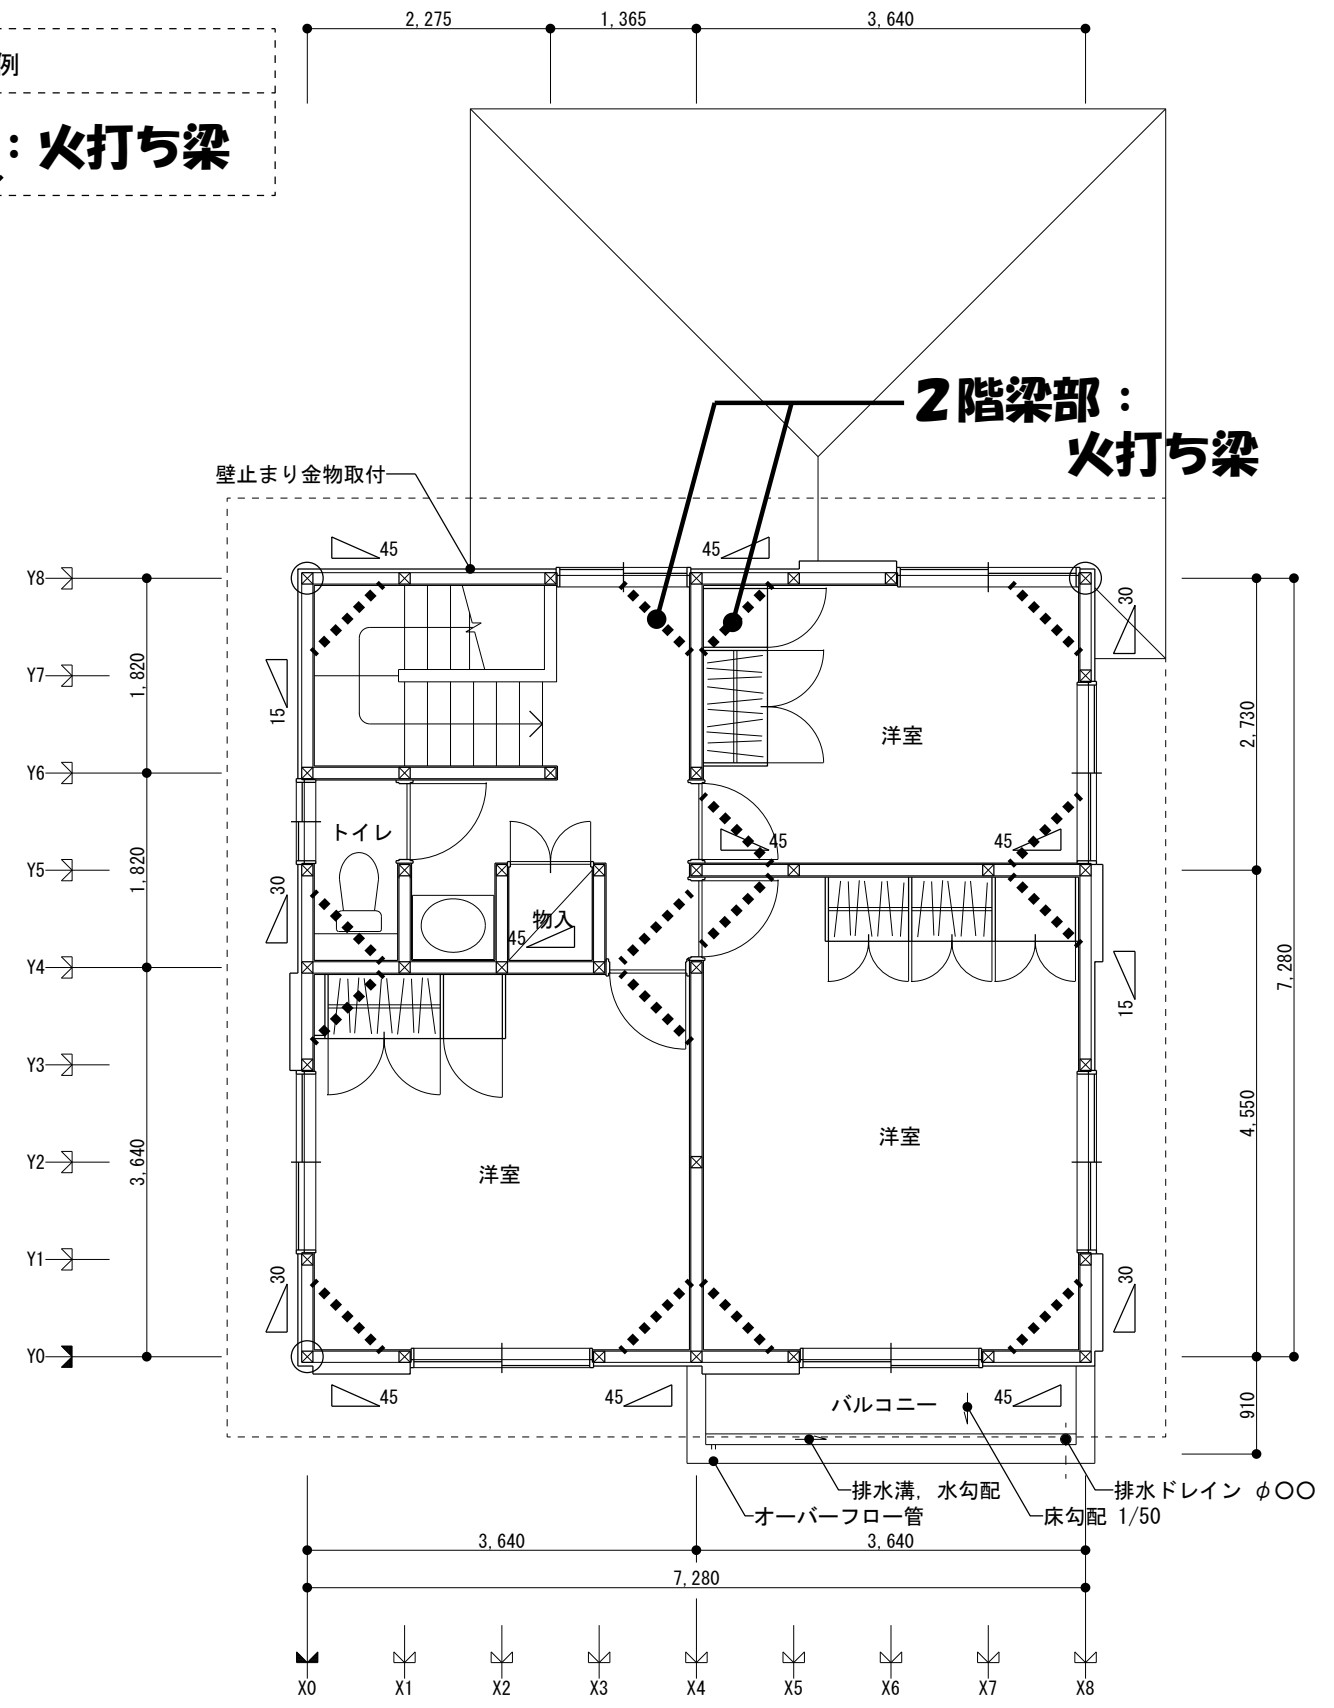 2,275
1,365
3,640
例
：火打ち梁
2階梁部：
火打ち梁
壁止まり金物取付
45
45
Y8
30
Y7
1,820
15
洋室
2,730
Y6
トイレ
45
45
Y5
1,820
30
物入
45
Y4
7,280
15
Y3
4,550
洋室
Y2
3,640
洋室
Y1
30
30
Y0
45
45
バルコニー
45
910
排水溝, 水勾配
排水ドレイン φ〇〇
オーバーフロー管
床勾配 1/50
3,640
3,640
7,280
X0
X1
X2
X3
X4
X5
X6
X7
X8